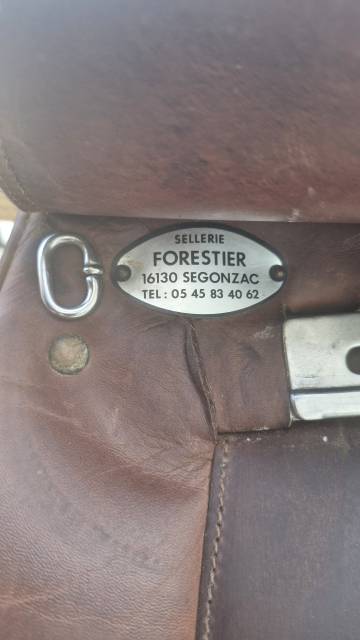 SELLERIE
FORESTIER
16130 SEGONZAC
TEL : 05 45 83 40 62